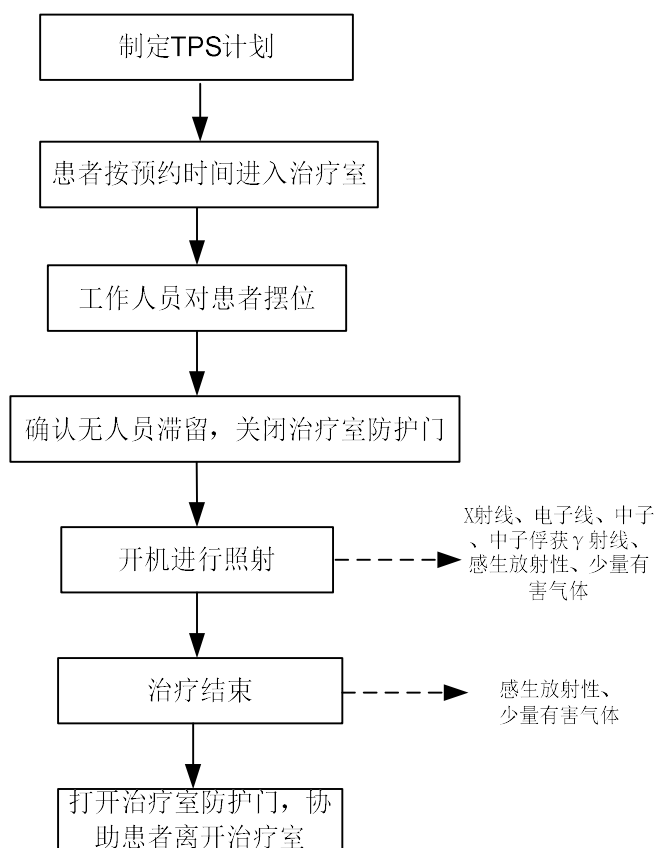 制定TPS计划
患者按预约时间进入治疗室
工作人员对患者摆位
确认无人员滞留，关闭治疗室防护门
开机进行照射
X射线、电子线、中子
、中子俘获γ射线、
感生放射性、少量有
害气体
治疗结束
感生放射性、
少量有害气体
打开治疗室防护门，协
助患者离开治疗室